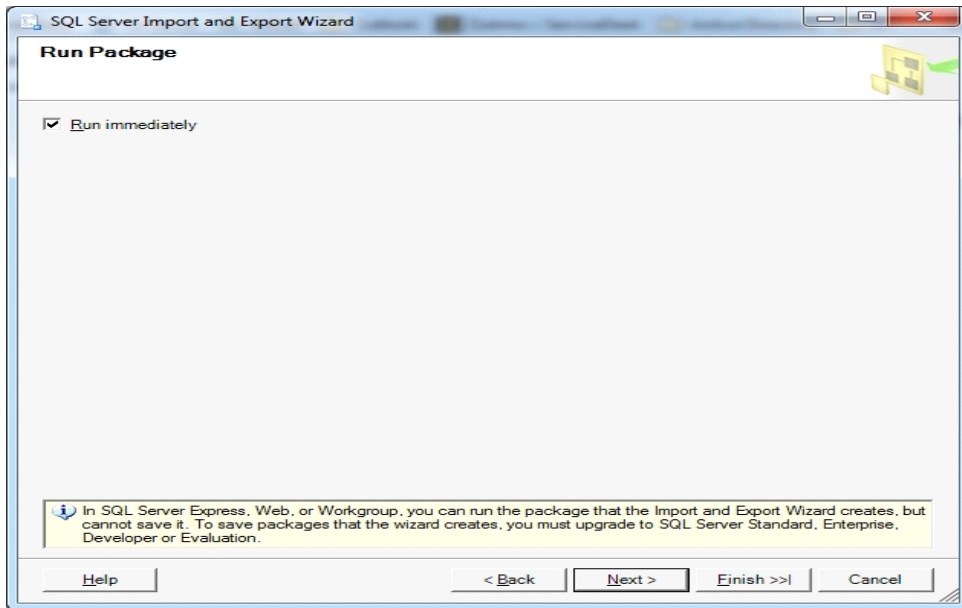 SQL Server Import and Export Wizard
Run Package
Run immediately
In SQL Server Express, Web, or Workgroup, you can run the package that the Import and Export Wizard creates, but
cannot save it. To save packages that the wizard creates, you must upgrade to SQL Server Standard, Enterprise,
Developer or Evaluation.
Help
< Back
Next >
Finish >>|
Cancel